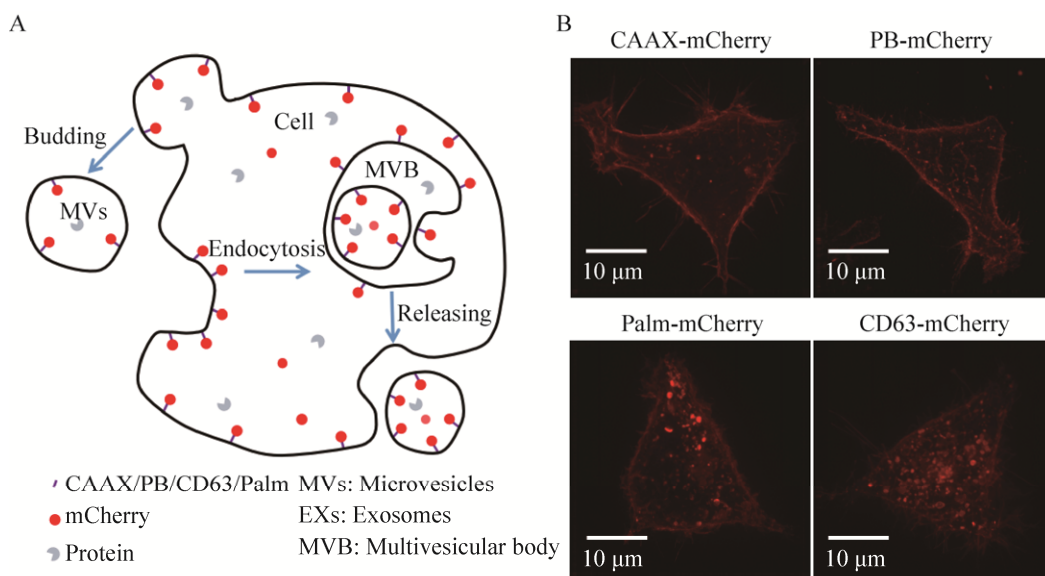 A
Budding
Cell
MVB
MVs
Endocytosis
Releasing
CAAX/PB/CD63/Palm
mCherry
Protein
MVs: Microvesicles
EXs: Exosomes
MVB: Multivesicular body
B
CAAX-mCherry
PB-mCherry
10 μm
10 μm
Palm-mCherry
CD63-mCherry
10 μm
10 μm